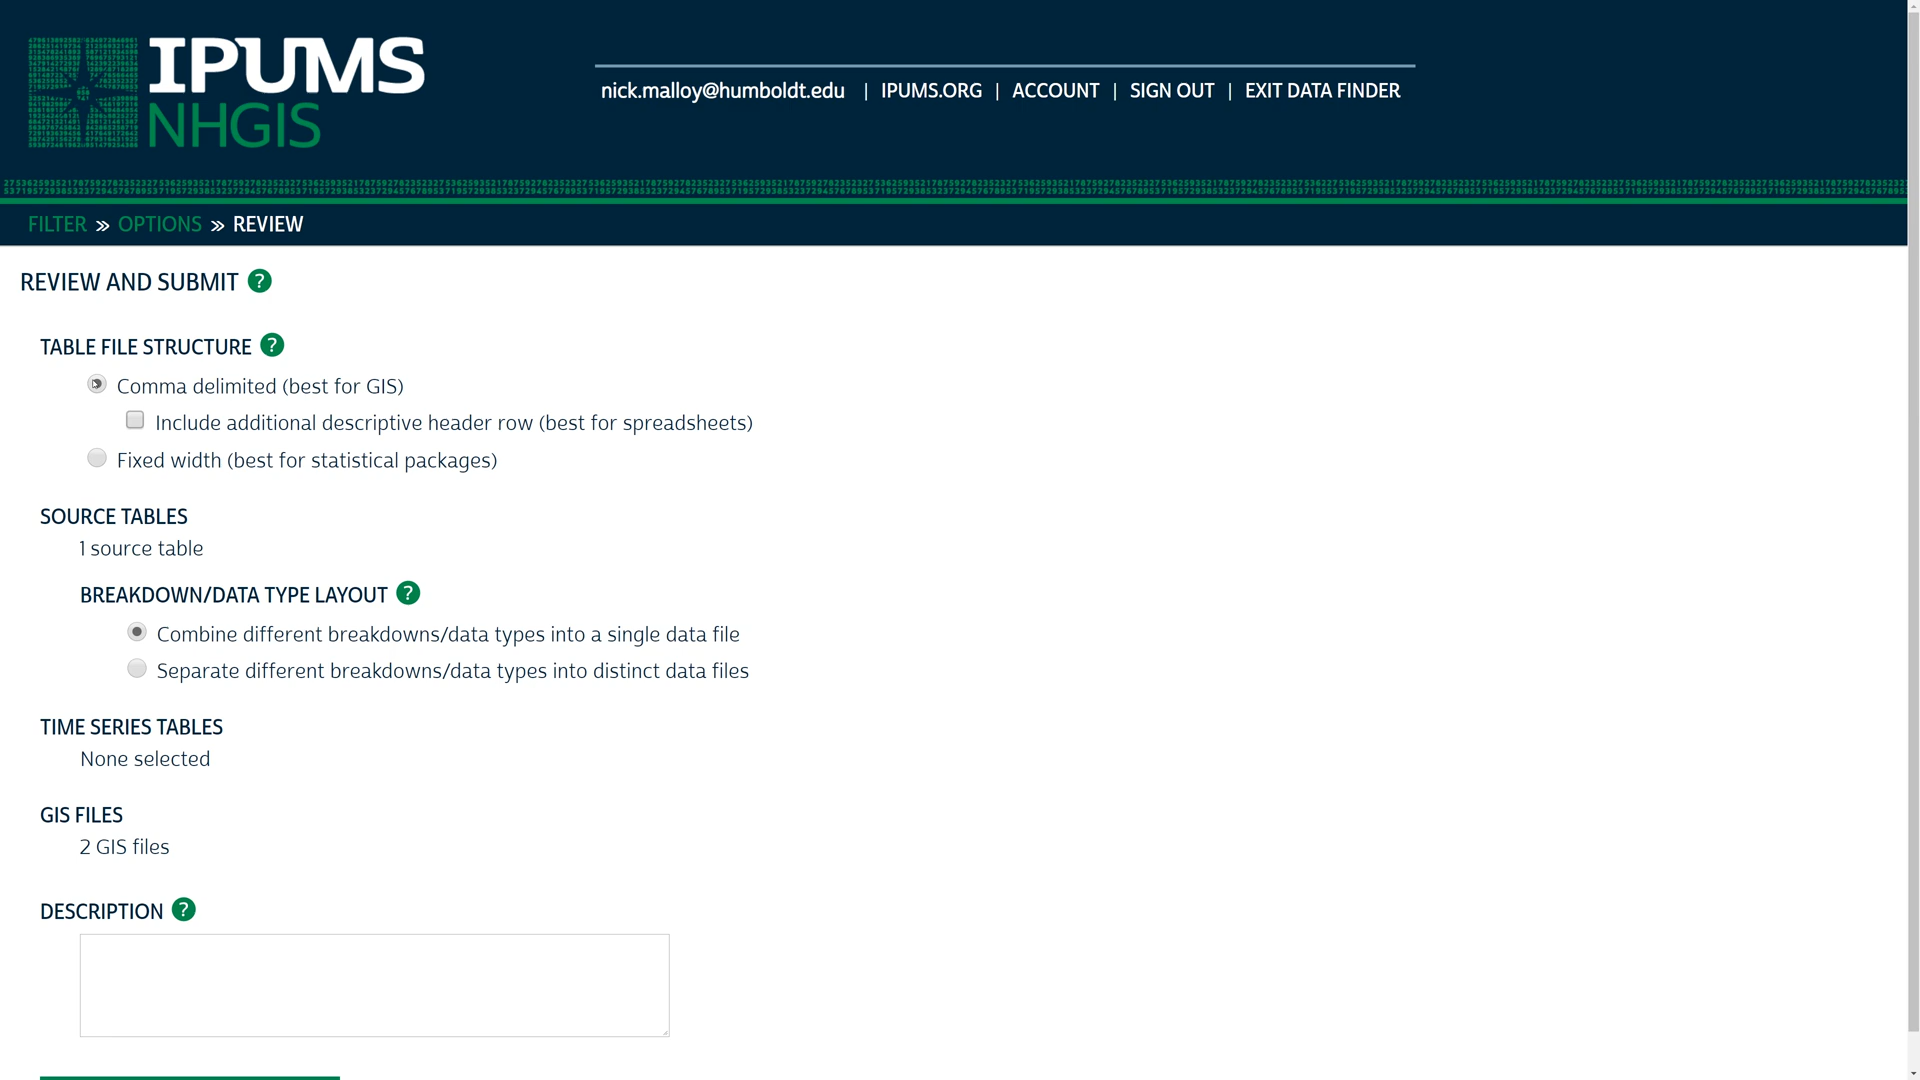 IPUMS
NHGIS
nick.malloy@humboldt.edu | IPUMS.ORG | ACCOUNT | SIGN OUT | EXIT DATA FINDER
FILTER » OPTIONS » REVIEW
REVIEW AND SUBMIT ?
TABLE FILE STRUCTURE ?
Comma delimited (best for GIS)
Include additional descriptive header row (best for spreadsheets)
Fixed width (best for statistical packages)
SOURCE TABLES
1 source table
BREAKDOWN/DATA TYPE LAYOUT ?
Combine different breakdowns/data types into a single data file
Separate different breakdowns/data types into distinct data files
TIME SERIES TABLES
None selected
GIS FILES
2 GIS files
DESCRIPTION ?